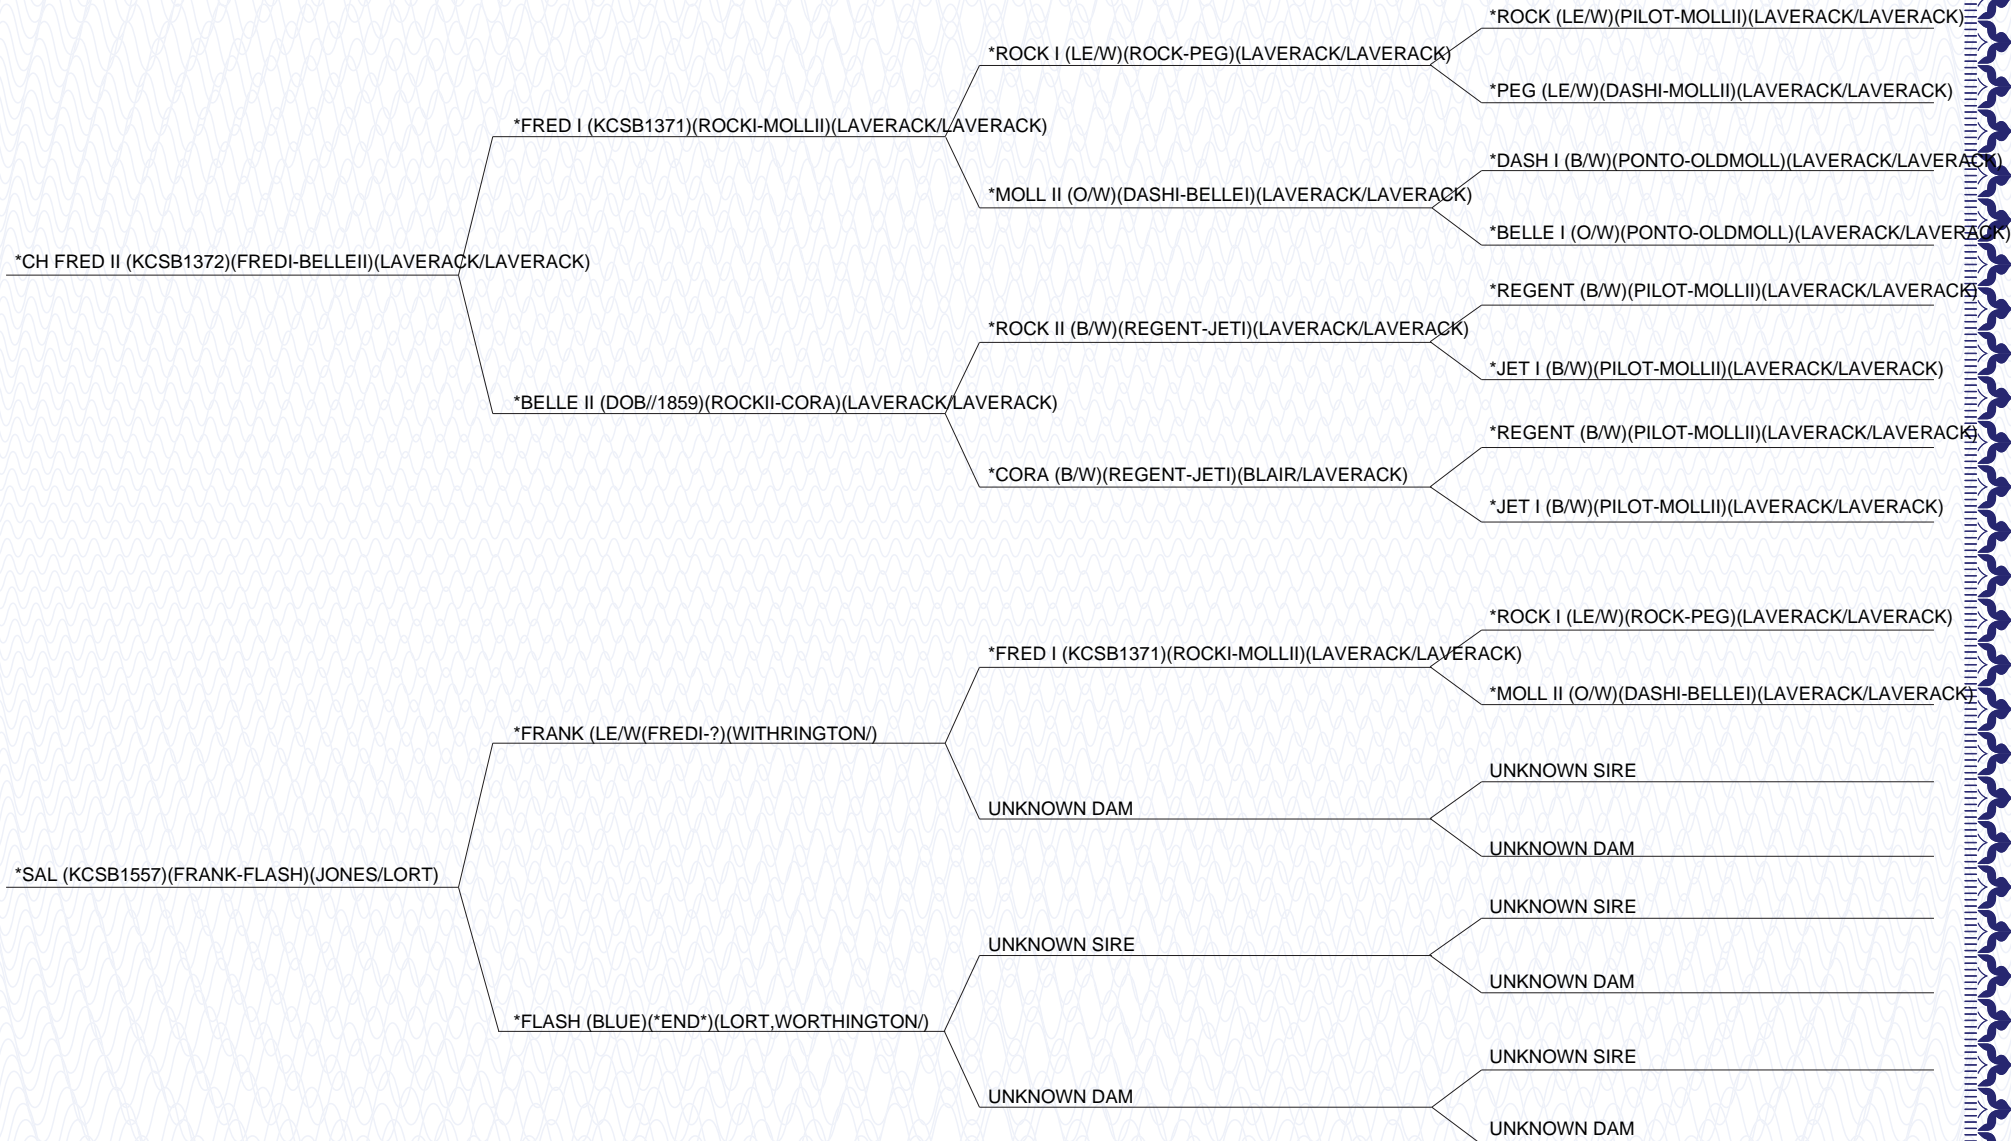 *ROCK (LE/W)(PILOT-MOLLII)(LAVERACK/LAVERACK)
*ROCK I (LE/W)(ROCK-PEG)(LAVERACK/LAVERACK)
*PEG (LE/W)(DASHI-MOLLII)(LAVERACK/LAVERACK)
*FRED I (KCSB1371)(ROCKI-MOLLII)(LAVERACK/LAVERACK)
*DASH I (B/W)(PONTO-OLDMOLL)(LAVERACK/LAVERACK)
*MOLL II (O/W)(DASHI-BELLEI)(LAVERACK/LAVERACK)
*BELLE I (O/W)(PONTO-OLDMOLL)(LAVERACK/LAVERACK)
*CH FRED II (KCSB1372)(FREDI-BELLEII)(LAVERACK/LAVERACK)
*REGENT (B/W)(PILOT-MOLLII)(LAVERACK/LAVERACK)
*ROCK II (B/W)(REGENT-JETI)(LAVERACK/LAVERACK)
*JET I (B/W)(PILOT-MOLLII)(LAVERACK/LAVERACK)
*BELLE II (DOB//1859)(ROCKII-CORA)(LAVERACK/LAVERACK)
*REGENT (B/W)(PILOT-MOLLII)(LAVERACK/LAVERACK)
*CORA (B/W)(REGENT-JETI)(BLAIR/LAVERACK)
*JET I (B/W)(PILOT-MOLLII)(LAVERACK/LAVERACK)
*ROCK I (LE/W)(ROCK-PEG)(LAVERACK/LAVERACK)
*FRED I (KCSB1371)(ROCKI-MOLLII)(LAVERACK/LAVERACK)
*MOLL II (O/W)(DASHI-BELLEI)(LAVERACK/LAVERACK)
*FRANK (LE/W(FREDI-?)(WITHRINGTON/)
UNKNOWN SIRE
UNKNOWN DAM
UNKNOWN DAM
*SAL (KCSB1557)(FRANK-FLASH)(JONES/LORT)
UNKNOWN SIRE
UNKNOWN SIRE
UNKNOWN DAM
*FLASH (BLUE)(*END*)(LORT,WORTHINGTON/)
UNKNOWN SIRE
UNKNOWN DAM
UNKNOWN DAM